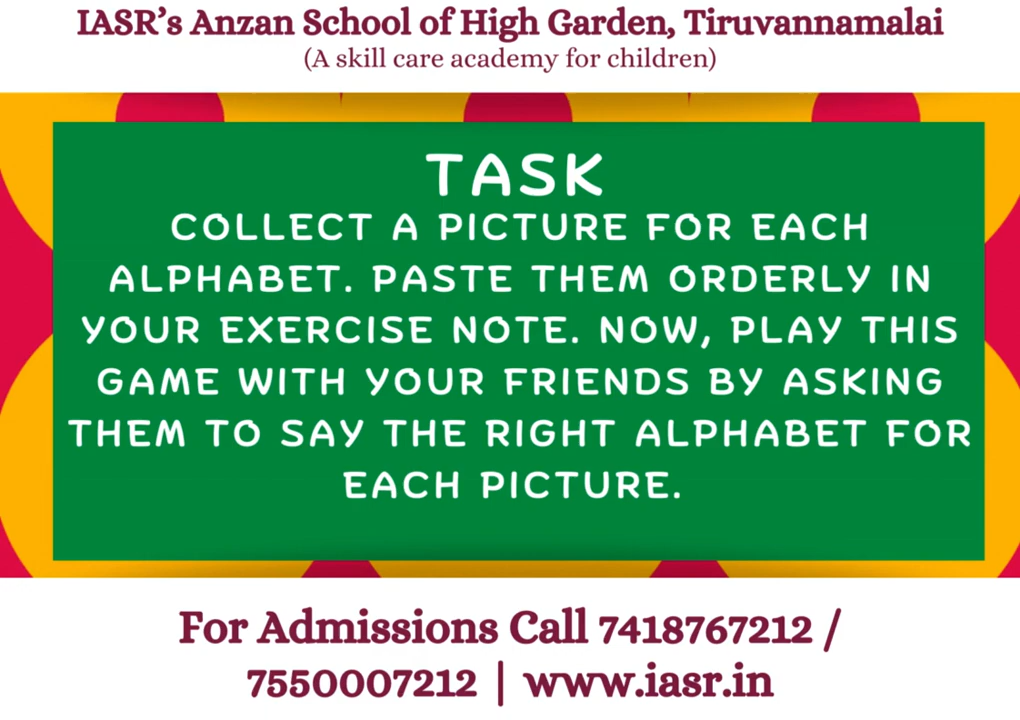 IASR's Anzan School of High Garden, Tiruvannamalai
(A skill care academy for children)
TASK
COLLECT A PICTURE FOR EACH
ALPHABET. PASTE THEM ORDERLY IN
YOUR EXERCISE NOTE. NOW, PLAY THIS
GAME WITH YOUR FRIENDS BY ASKING
THEM TO SAY THE RIGHT ALPHABET FOR
EACH PICTURE.
For Admissions Call 7418767212 /
7550007212 | www.iasr.in